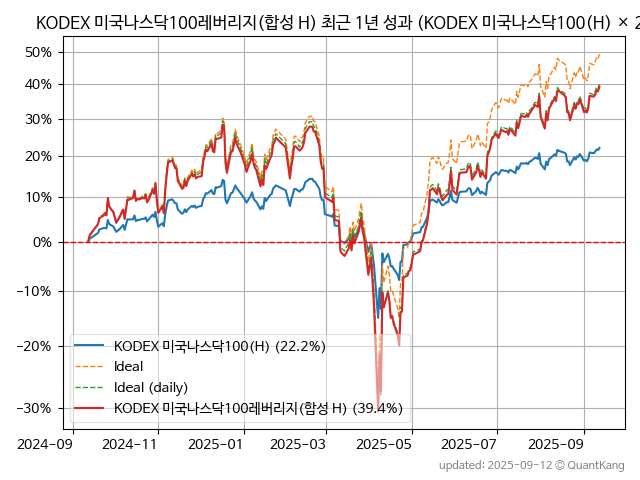 KODEX 미국나스닥100레버리지(합성 H) 최근 1년 성과 (KODEX 미국나스닥100(H) × 2
50%
40%
30%
20%
10%
0%
−10%
−20%
−30%
KODEX 미국나스닥100(H) (22.2%)
Ideal
Ideal (daily)
KODEX 미국나스닥100레버리지(합성 H) (39.4%)
2024-09 2024-11 2025-01 2025-03 2025-05 2025-07 2025-09
updated: 2025-09-12 © QuantKang